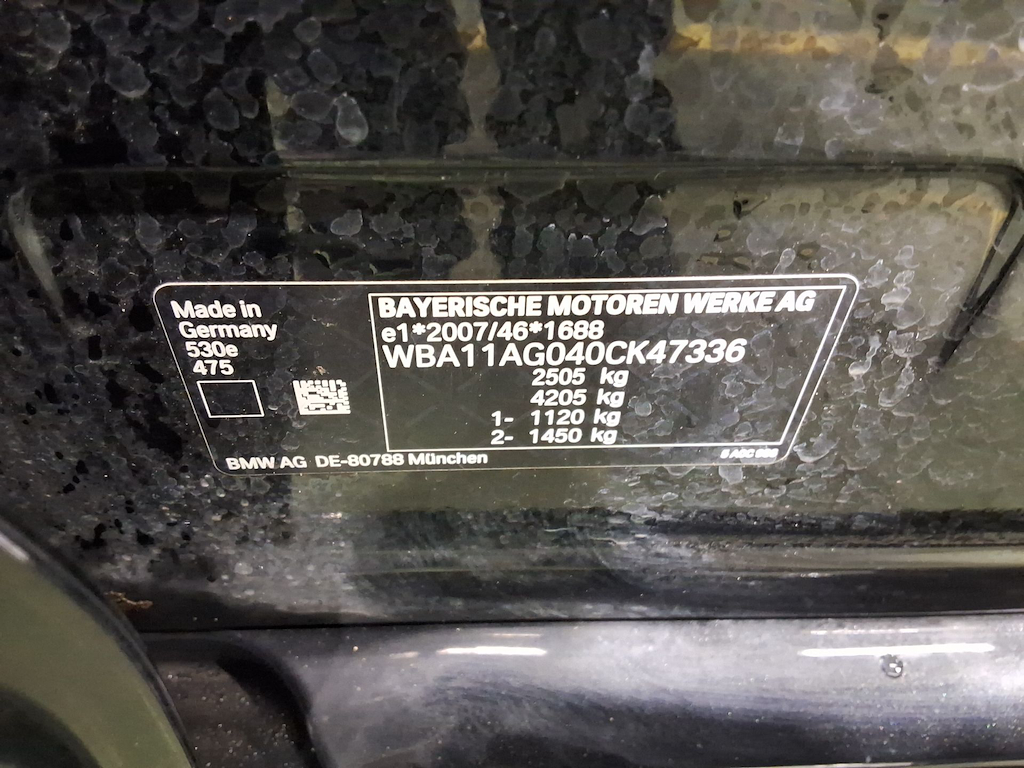 Made in
Germany
530e
475
BAYERISCHE MOTOREN WERKE AG
e1*2007/46*1688
WBA11AG040CK47336
2505 kg
4205 kg
1- 1120 kg
2- 1450 kg
BMW AG DE-80788 München